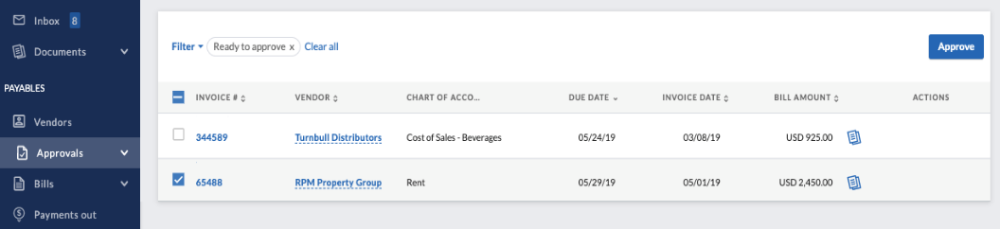 Inbox 8
Documents
PAYABLES
Vendors
Approvals
Bills
Payments out
Filter Ready to approve x Clear all
Approve
INVOICE # VENDOR CHART OF ACCO... DUE DATE INVOICE DATE BILL AMOUNT ACTIONS
344589 Turnbull Distributors Cost of Sales - Beverages 05/24/19 03/08/19 USD 925.00
65488 RPM Property Group Rent 05/29/19 05/01/19 USD 2,450.00